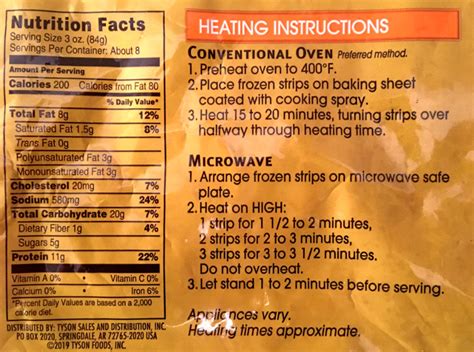 Nutrition Facts
Serving Size 3 oz. (84g)
Servings Per Container: About 8
Amount Per Serving
Calories 200 Calories from Fat 80
% Daily Value*
Total Fat 8g 12%
Saturated Fat 1.5g 8%
Trans Fat 0g
Polyunsaturated Fat 3g
Monounsaturated Fat 3g
Cholesterol 20mg 7%
Sodium 580mg 24%
Total Carbohydrate 20g 7%
Dietary Fiber 1g 4%
Sugars 5g
Protein 11g 22%
Vitamin A 0% Vitamin C 0%
Calcium 0% • Iron 6%
*Percent Daily Values are based on a 2,000
calorie diet.
DISTRIBUTED BY: TYSON SALES AND DISTRIBUTION, INC.
PO BOX 2020, SPRINGDALE, AR 72765-2020 USA
©2019 TYSON FOODS, INC.
HEATING INSTRUCTIONS
CONVENTIONAL OVEN Preferred method.
1. Preheat oven to 400°F.
2. Place frozen strips on baking sheet
coated with cooking spray.
3. Heat 15 to 20 minutes, turning strips over
halfway through heating time.
MICROWAVE
1. Arrange frozen strips on microwave safe
plate.
2. Heat on HIGH:
1 strip for 1 1/2 to 2 minutes,
2 strips for 2 to 3 minutes,
3 strips for 3 to 3 1/2 minutes.
Do not overheat.
3. Let stand 1 to 2 minutes before serving.
Appliances vary.
Heating times approximate.